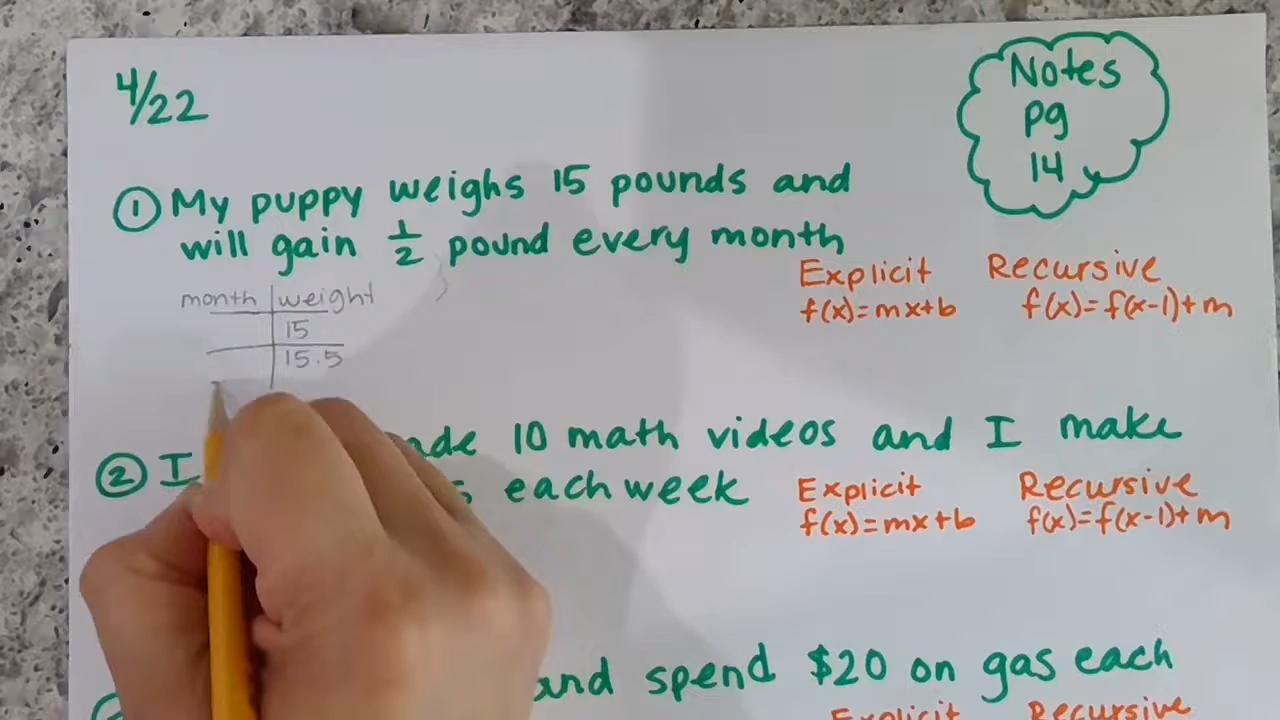 4/22
Notes
pg
14
① My puppy weighs 15 pounds and
will gain 1/2 pound every month
Explicit
f(x)=mx+b
Recursive
f(x)=f(x-1)+m
month weight
15
15.5
② I 10 math videos and I make
each week
Explicit
f(x)=mx+b
Recursive
f(x)=f(x-1)+m
and spend $20 on gas each
Explicit
Recursive